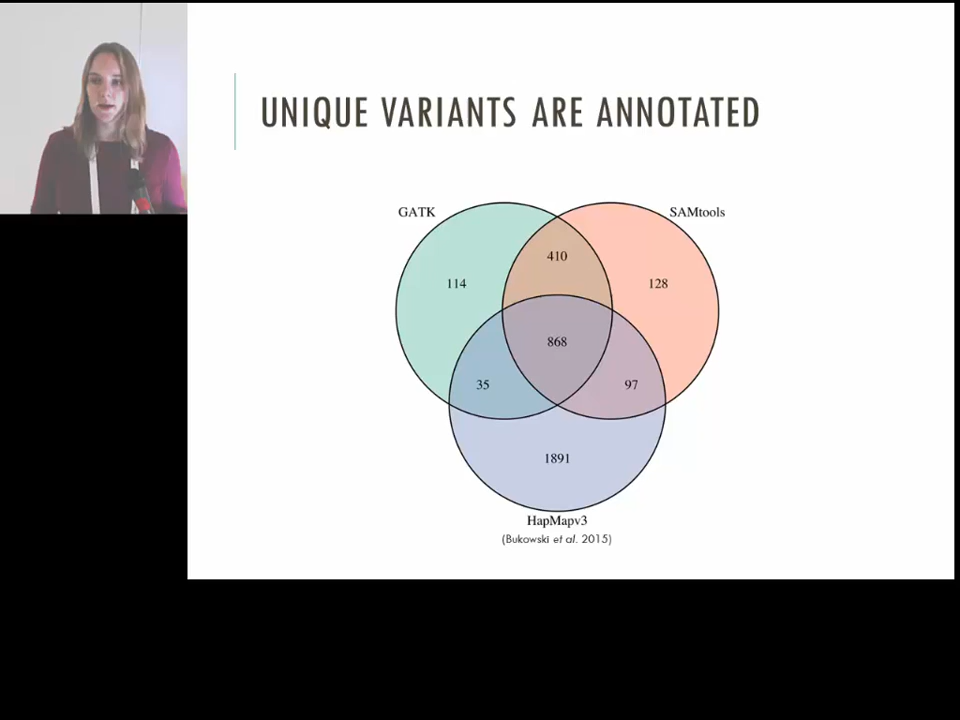 UNIQUE VARIANTS ARE ANNOTATED
GATK
SAMtools
410
114
128
868
35
97
1891
HapMapv3
(Bukowski et al. 2015)